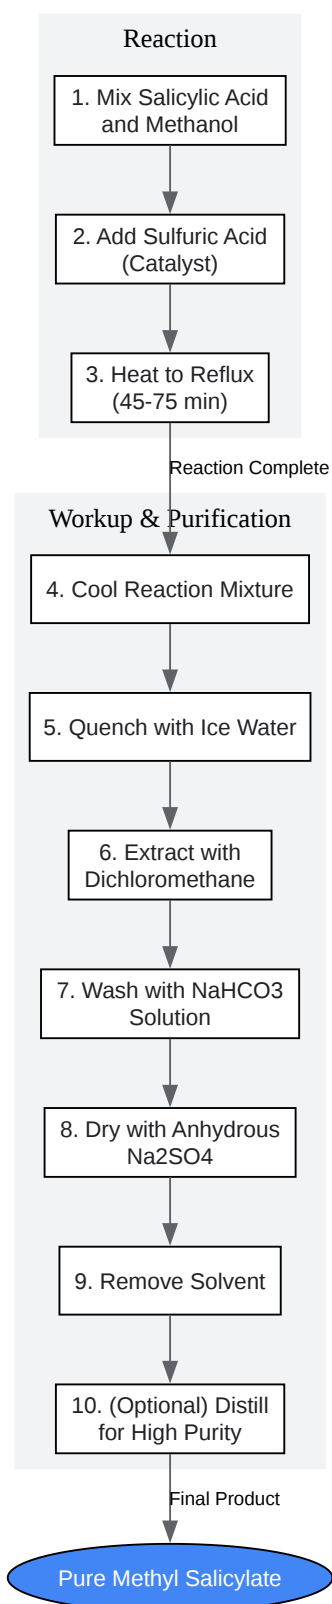 Reaction
1. Mix Salicylic Acid
and Methanol
2. Add Sulfuric Acid
(Catalyst)
3. Heat to Reflux
(45-75 min)
Reaction Complete
Workup & Purification
4. Cool Reaction Mixture
5. Quench with Ice Water
6. Extract with
Dichloromethane
7. Wash with NaHCO3
Solution
8. Dry with Anhydrous
Na2SO4
9. Remove Solvent
10. (Optional) Distill
for High Purity
Final Product
Pure Methyl Salicylate